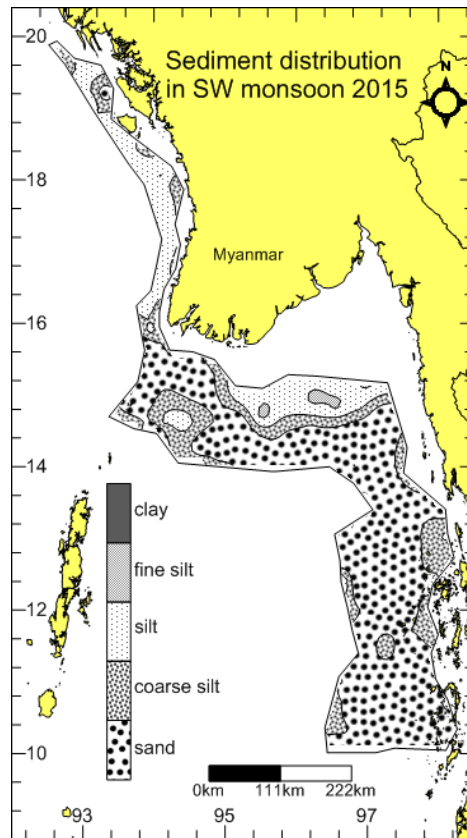 Sediment distribution
in SW monsoon 2015
N
20
18
16
14
12
10
Myanmar
clay
fine silt
silt
coarse silt
sand
0km 111km 222km
93 95 97